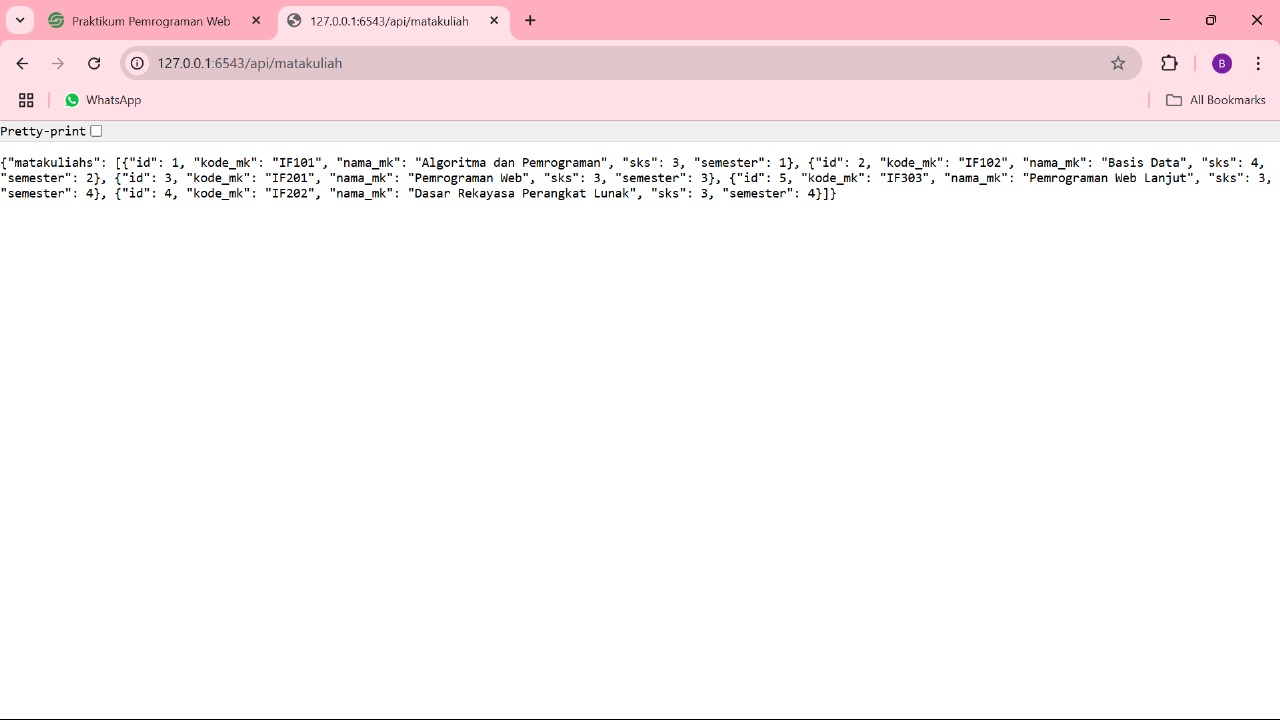 Praktikum Pemrograman Web
127.0.0.1:6543/api/matakuliah
127.0.0.1:6543/api/matakuliah
B
WhatsApp
All Bookmarks
Pretty-print
{"matakuliahs": [{"id": 1, "kode_mk": "IF101", "nama_mk": "Algoritma dan Pemrograman", "sks": 3, "semester": 1}, {"id": 2, "kode_mk": "IF102", "nama_mk": "Basis Data", "sks": 4,
"semester": 2}, {"id": 3, "kode_mk": "IF201", "nama_mk": "Pemrograman Web", "sks": 3, "semester": 3}, {"id": 5, "kode_mk": "IF303", "nama_mk": "Pemrograman Web Lanjut", "sks": 3,
"semester": 4}, {"id": 4, "kode_mk": "IF202", "nama_mk": "Dasar Rekayasa Perangkat Lunak", "sks": 3, "semester": 4}]}